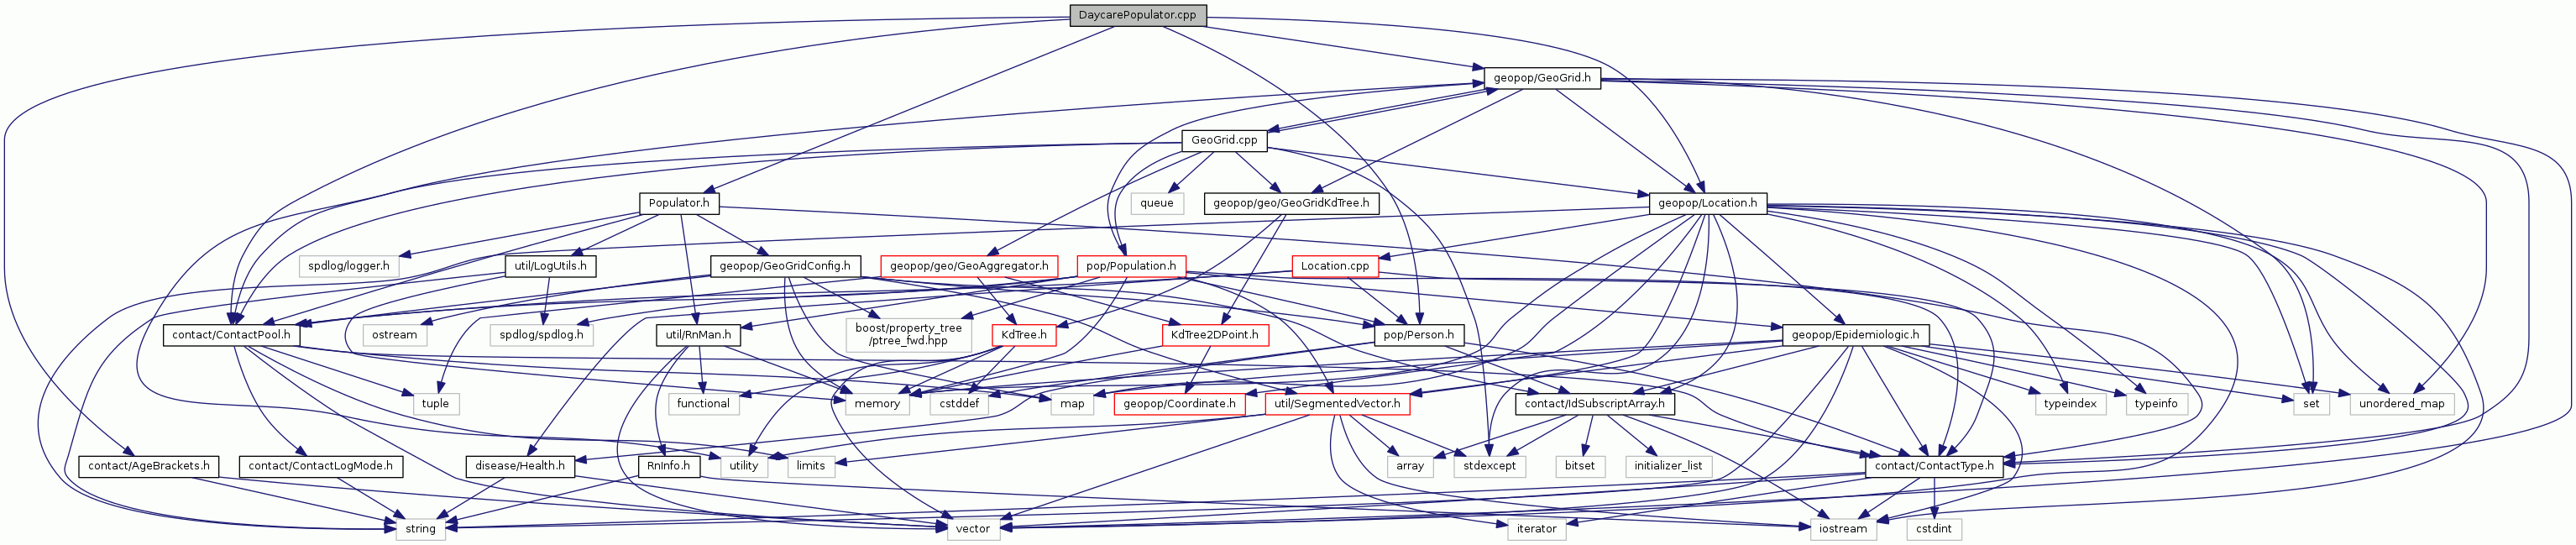 DaycarePopulator.cpp
geopop/GeoGrid.h
GeoGrid.cpp
Populator.h
queue
geopop/geo/GeoGridKdTree.h
geopop/Location.h
spdlog/logger.h
util/LogUtils.h
geopop/GeoGridConfig.h
geopop/geo/GeoAggregator.h
pop/Population.h
Location.cpp
contact/ContactPool.h
ostream
spdlog/spdlog.h
util/RnMan.h
boost/property_tree
/ptree_fwd.hpp
KdTree.h
KdTree2DPoint.h
pop/Person.h
geopop/Epidemiologic.h
tuple
functional
memory
cstddef
map
geopop/Coordinate.h
util/SegmentedVector.h
contact/IdSubscriptArray.h
typeindex
typeinfo
set
unordered_map
contact/AgeBrackets.h
contact/ContactLogMode.h
disease/Health.h
RnInfo.h
utility
limits
array
stdexcept
bitset
initializer_list
contact/ContactType.h
string
vector
iterator
iostream
cstdint